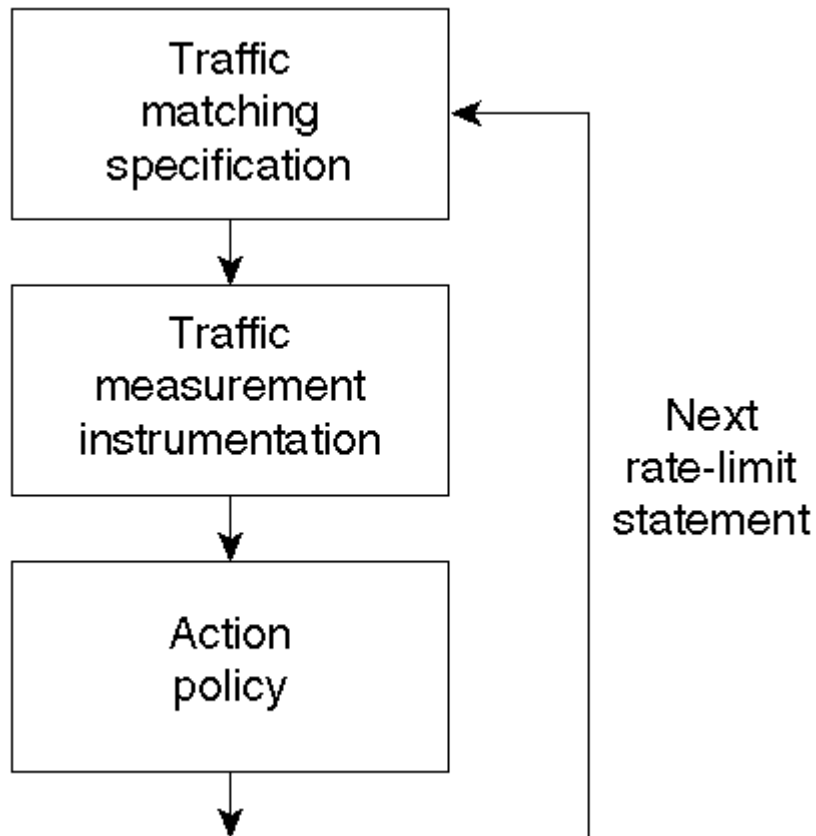 Traffic
matching
specification
Traffic
measurement
instrumentation
Next
rate-limit
statement
Action
policy